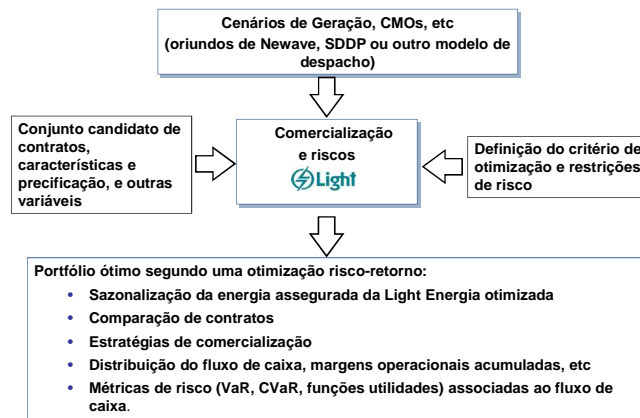 Cenários de Geração, CMOs, etc
(oriundos de Newave, SDDP ou outro modelo de
despacho)
Conjunto candidato de
contratos,
características e
precificação, e outras
variáveis
Comercialização
e riscos
Light
Definição do critério de
otimização e restrições
de risco
Portfólio ótimo segundo uma otimização risco-retorno:
• Sazonalização da energia assegurada da Light Energia otimizada
• Comparação de contratos
• Estratégias de comercialização
• Distribuição do fluxo de caixa, margens operacionais acumuladas, etc
• Métricas de risco (VaR, CVaR, funções utilidades) associadas ao fluxo de
caixa.